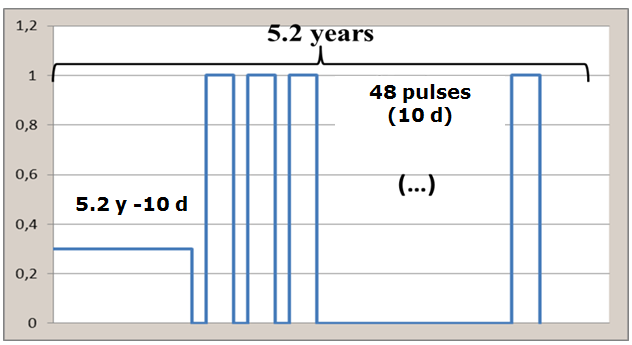 1,2
5.2 years
1
48 pulses
(10 d)
0,8
0,6
(...)
5.2 y -10 d
0,4
0,2
0